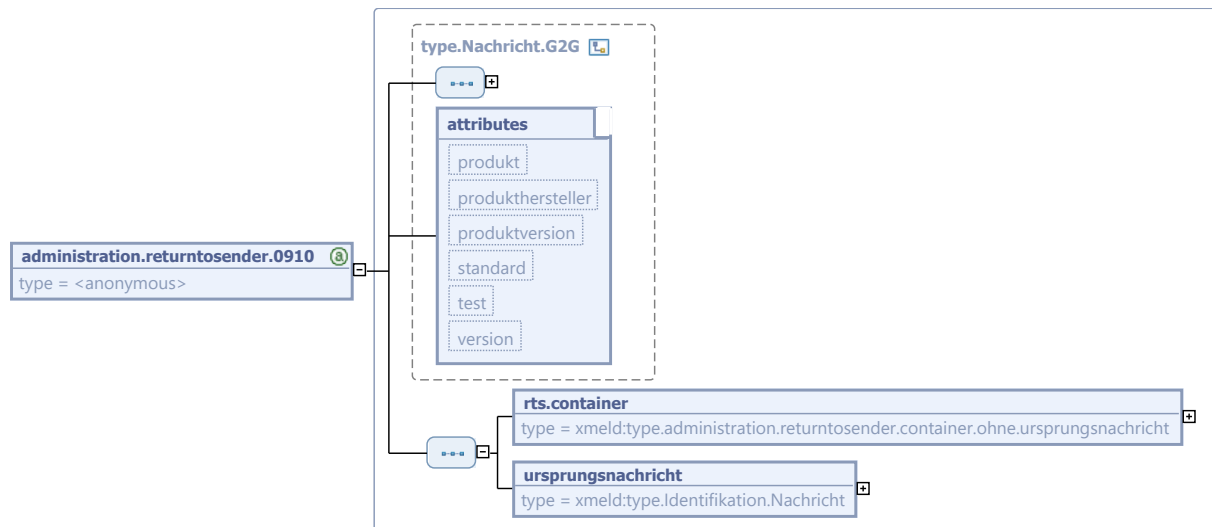 type.Nachricht.G2G
attributes
produkt
produkthersteller
produktversion
standard
test
version
administration.returntosender.0910
type = <anonymous>
rts.container
type = xmeld:type.administration.returntosender.container.ohne.ursprungsnachricht
ursprungsnachricht
type = xmeld:type.Identifikation.Nachricht